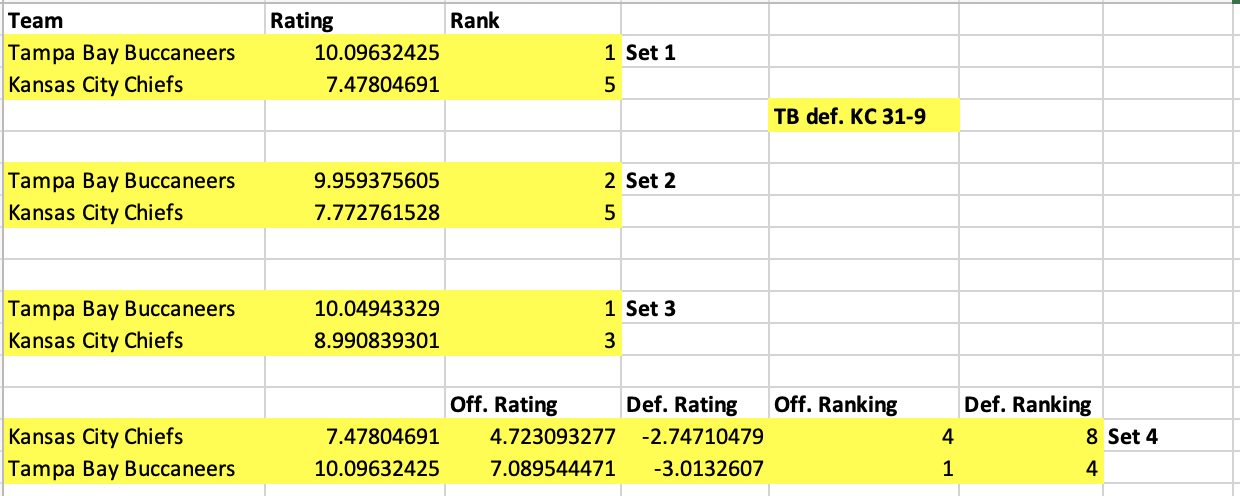 Team Rating Rank
Tampa Bay Buccaneers 10.09632425 1 Set 1
Kansas City Chiefs 7.47804691 5
TB def. KC 31-9
Tampa Bay Buccaneers 9.959375605 2 Set 2
Kansas City Chiefs 7.772761528 5
Tampa Bay Buccaneers 10.04943329 1 Set 3
Kansas City Chiefs 8.990839301 3
Off. Rating Def. Rating Off. Ranking Def. Ranking
Kansas City Chiefs 7.47804691 4.723093277 -2.74710479 4 8 Set 4
Tampa Bay Buccaneers 10.09632425 7.089544471 -3.0132607 1 4